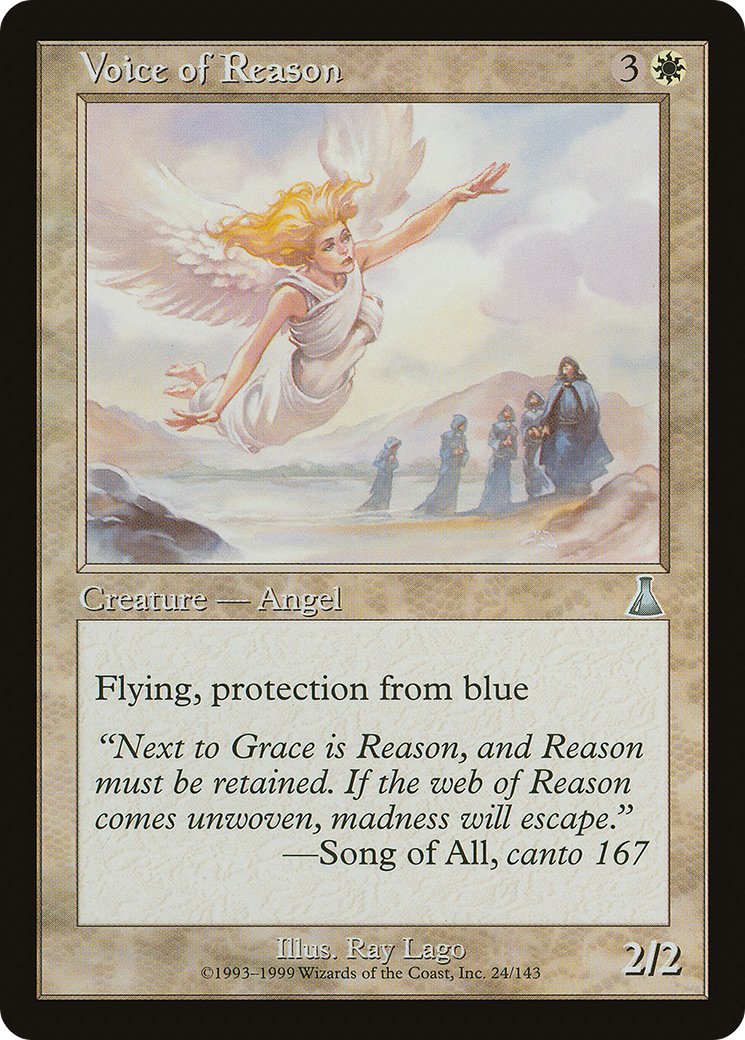 Voice of Reason 3
Creature — Angel
Flying, protection from blue
“Next to Grace is Reason, and Reason
must be retained. If the web of Reason
comes unwoven, madness will escape.”
—Song of All, canto 167
Illus. Ray Lago
©1993–1999 Wizards of the Coast, Inc. 24/143
2/2